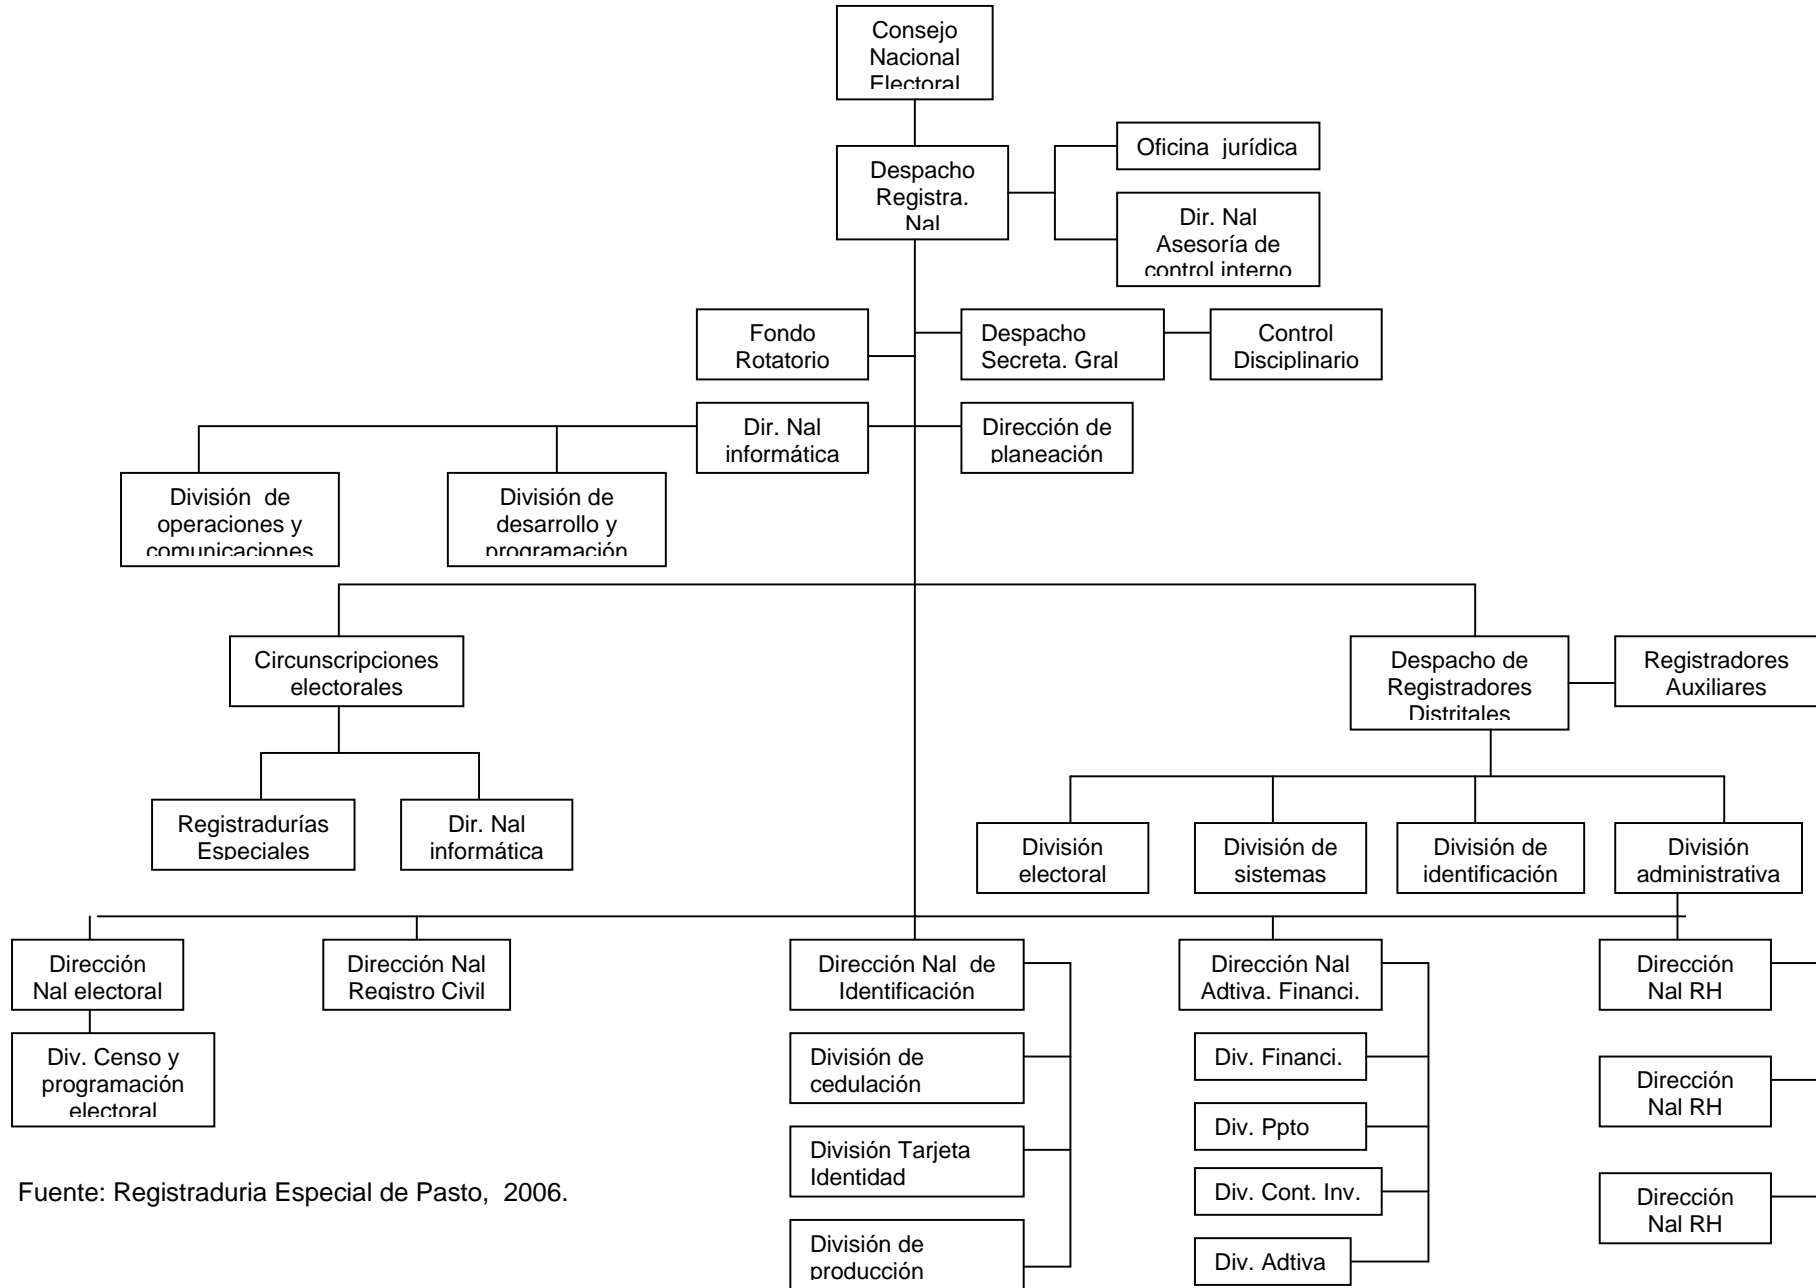 Consejo
Nacional
Electoral
Despacho
Registra.
Nal
Oficina jurídica
Dir. Nal
Asesoría de
control interno
Fondo
Rotatorio
Despacho
Secreta. Gral
Control
Disciplinario
Dir. Nal
informática
Dirección de
planeación
División de
operaciones y
comunicaciones
División de
desarrollo y
programación
Circunscripciones
electorales
Despacho de
Registradores
Distritales
Registradores
Auxiliares
Registradurías
Especiales
Dir. Nal
informática
División
electoral
División de
sistemas
División de
identificación
División
administrativa
Dirección
Nal electoral
Dirección Nal
Registro Civil
Dirección Nal de
Identificación
Dirección Nal
Adtiva. Financi.
Dirección
Nal RH
Div. Censo y
programación
electoral
División de
cedulación
Div. Financi.
Dirección
Nal RH
Div. Ppto
División Tarjeta
Identidad
Div. Cont. Inv.
Dirección
Nal RH
División de
producción
Div. Adtiva
Fuente: Registraduria Especial de Pasto, 2006.